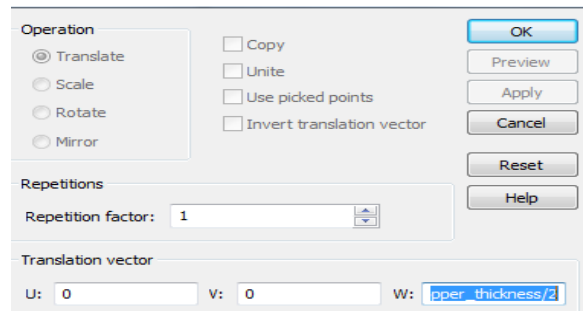 Operation
Translate
Scale
Rotate
Mirror
Copy
Unite
Use picked points
Invert translation vector
OK
Preview
Apply
Cancel
Reset
Help
Repetitions
Repetition factor: 1
Translation vector
U: 0 V: 0 W: pper_thickness/2